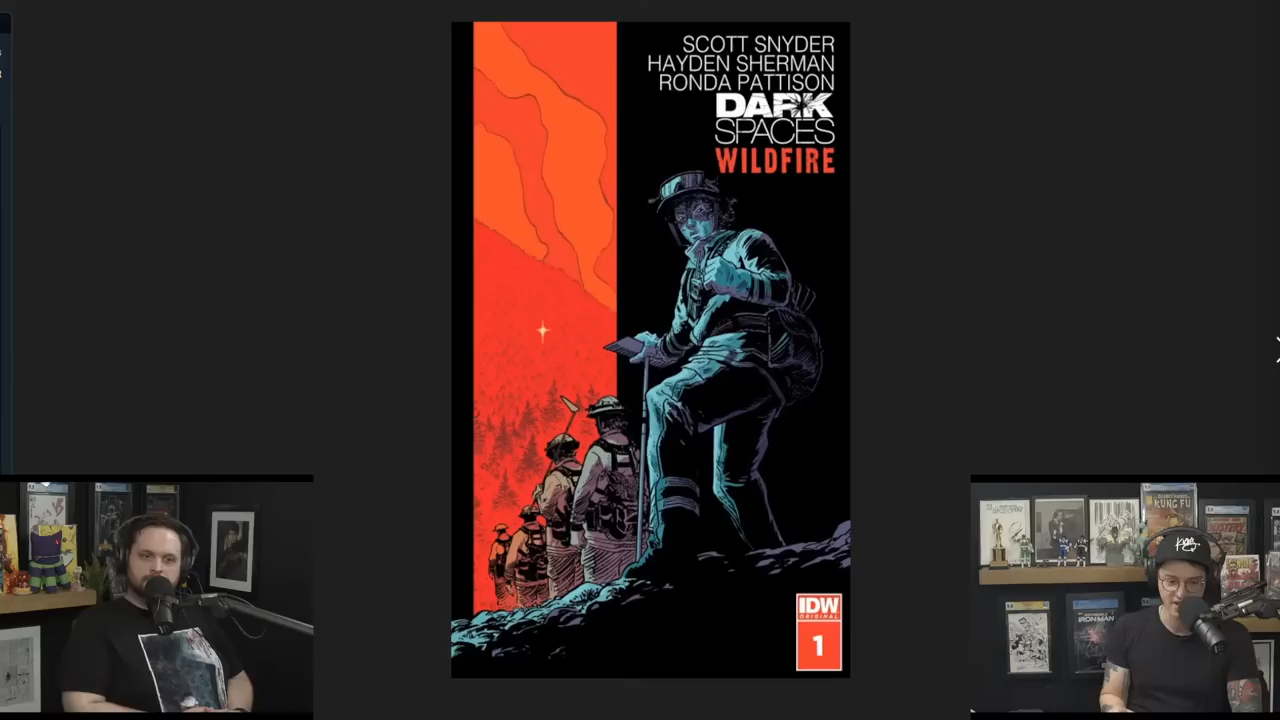 SCOTT SNYDER
HAYDEN SHERMAN
RONDA PATTISON
DARK
SPACES
WILDFIRE
IDW
ORIGINAL
1
KUNG FU
IRON MAN